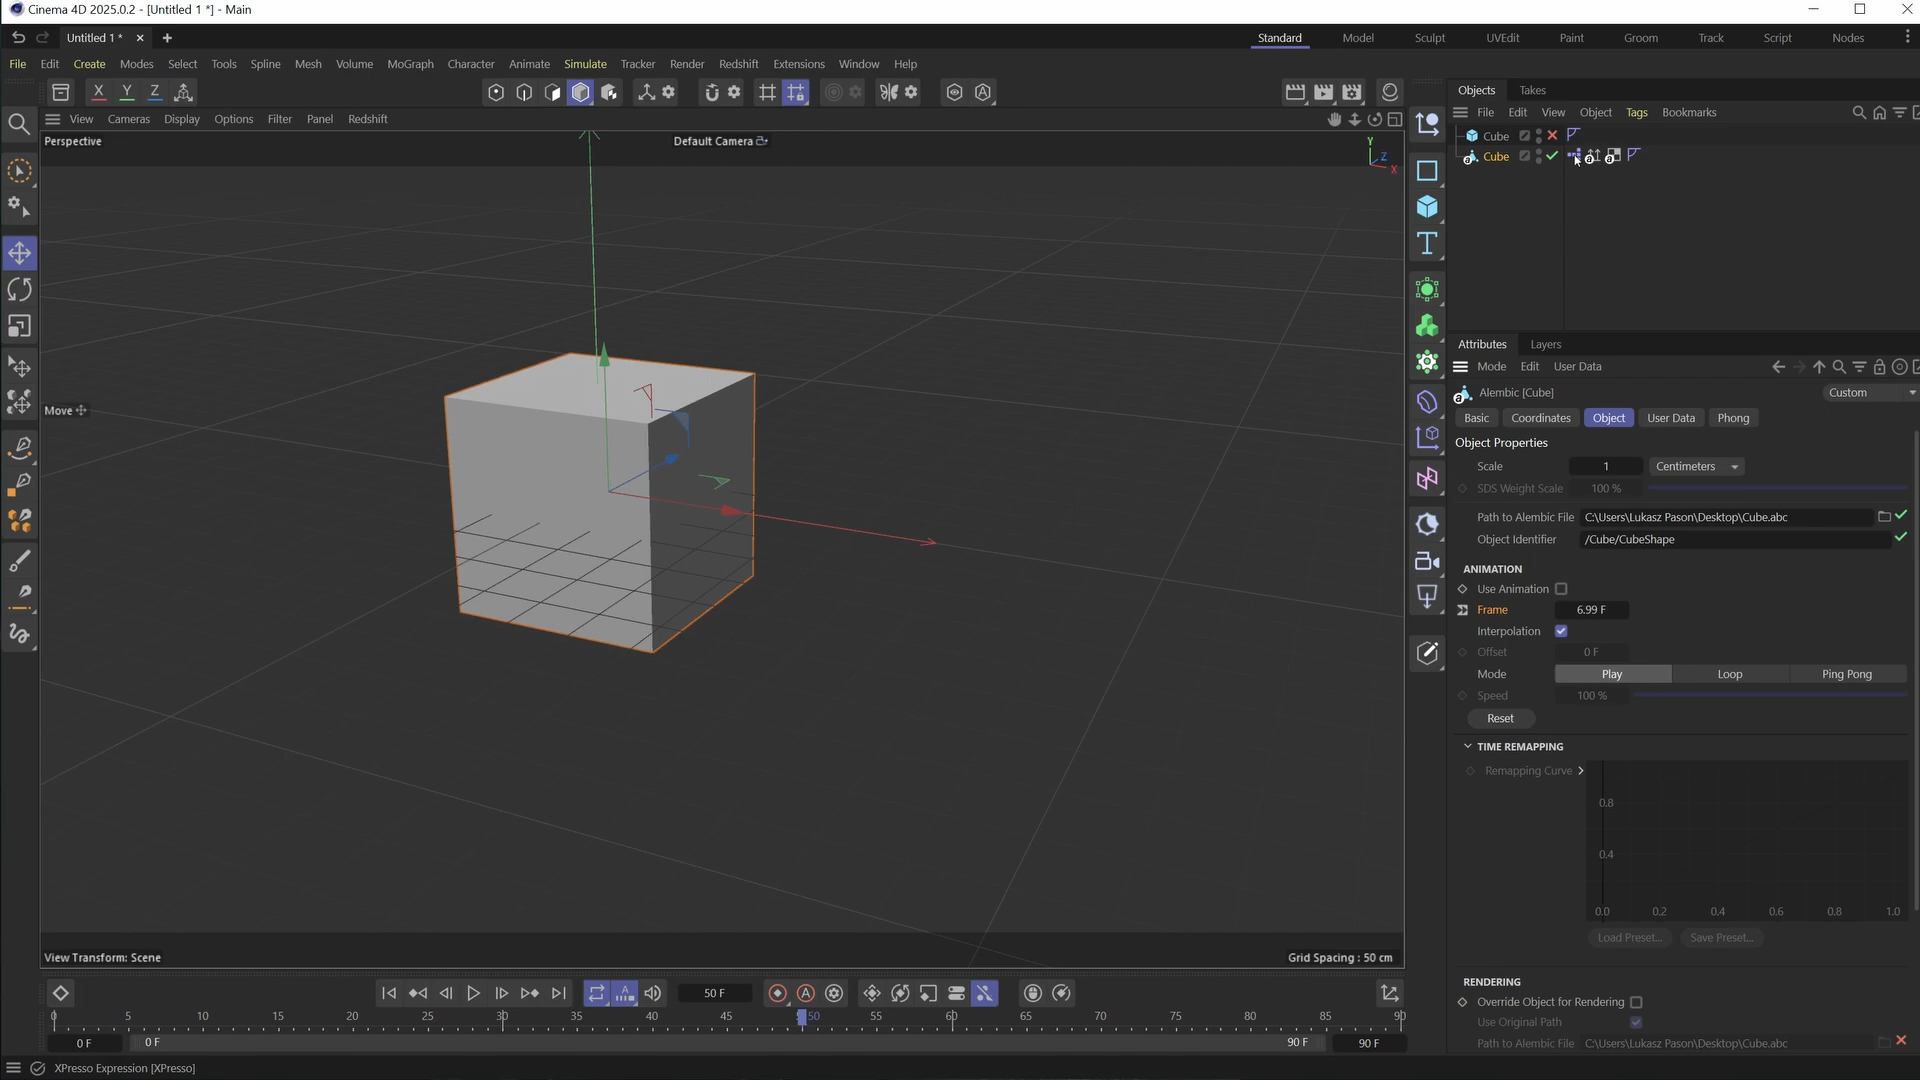 Cinema 4D 2025.0.2 - [Untitled 1 *] - Main
Untitled 1 *
Standard Model Sculpt UVEdit Paint Groom Track Script Nodes
File Edit Create Modes Select Tools Spline Mesh Volume MoGraph Character Animate Simulate Tracker Render Redshift Extensions Window Help
X Y Z
Objects Takes
View Cameras Display Options Filter Panel Redshift
File Edit View Object Tags Bookmarks
Perspective
Default Camera
Y
Z
X
Cube
Cube
Move
Attributes Layers
Mode Edit User Data
Alembic [Cube]
Custom
Basic Coordinates Object User Data Phong
Object Properties
Scale 1 Centimeters
SDS Weight Scale 100 %
Path to Alembic File C:\Users\Lukasz Pason\Desktop\Cube.abc
Object Identifier /Cube/CubeShape
ANIMATION
Use Animation
Frame 6.99 F
Interpolation
Offset 0 F
Mode Play Loop Ping Pong
Speed 100 %
Reset
TIME REMAPPING
Remapping Curve
0.8
0.4
0.0 0.2 0.4 0.6 0.8 1.0
Load Preset... Save Preset...
RENDERING
Override Object for Rendering
Use Original Path
Path to Alembic File C:\Users\Lukasz Pason\Desktop\Cube.abc
View Transform: Scene
Grid Spacing : 50 cm
50 F
0 5 10 15 20 25 30 35 40 45 50 55 60 65 70 75 80 85 90
0 F 0 F 90 F 90 F
XPresso Expression [XPresso]